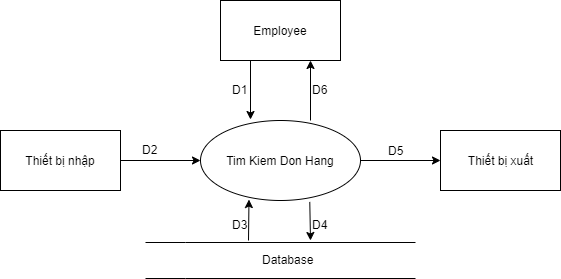 Employee
D1
D6
Thiết bị nhập
D2
Tim Kiem Don Hang
D5
Thiết bị xuất
D3
D4
Database